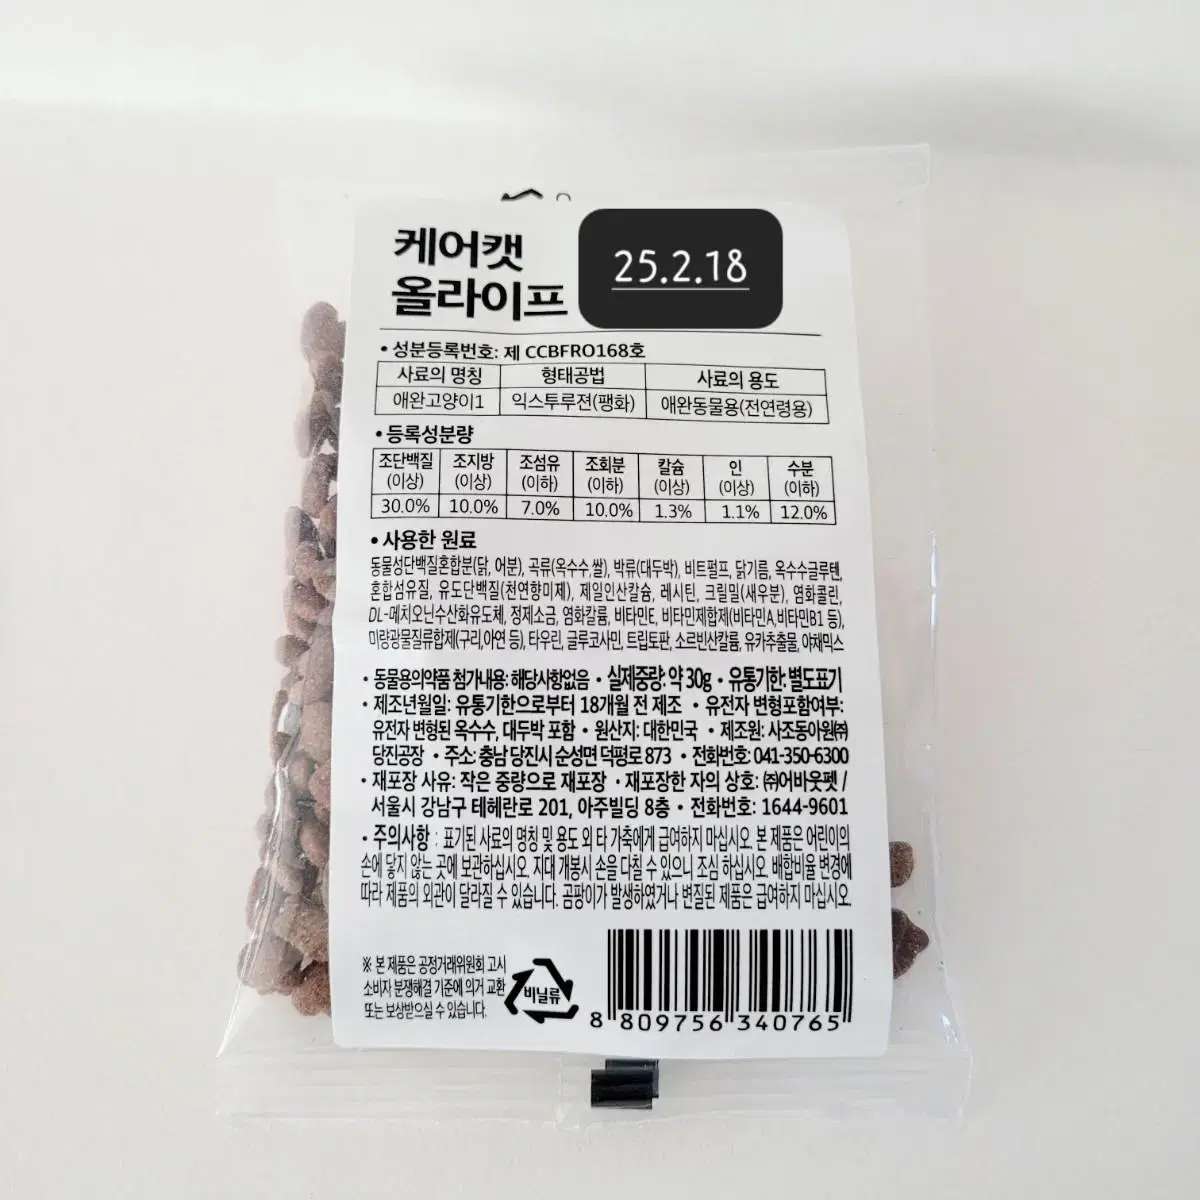 케어캣
올라이프
25.2.18
• 성분등록번호: 제 CCBFRO168호
사료의 명칭 형태공법 사료의 용도
애완고양이1 익스투루젼(팽화) 애완동물용(전연령용)
• 등록성분량
조단백질 조지방 조섬유 조회분 칼슘 인 수분
(이상) (이상) (이하) (이하) (이상) (이상) (이하)
30.0% 10.0% 7.0% 10.0% 1.3% 1.1% 12.0%
• 사용한 원료
동물성단백질혼합분(닭, 어분), 곡류(옥수수,쌀), 박류(대두박), 비트펄프, 닭기름, 옥수수글루텐,
혼합섬유질, 유도단백질(천연향미제), 제일인산칼슘, 레시틴, 크릴밀(새우분), 염화콜린,
DL-메치오닌수산화유도체, 정제소금, 염화칼륨, 비타민E, 비타민제합제(비타민A,비타민B1 등),
미량광물질류합제(구리,아연 등), 타우린, 글루코사민, 트립토판, 소르빈산칼륨, 유카추출물, 야채믹스
• 동물용의약품 첨가내용: 해당사항없음 • 실제중량: 약 30g • 유통기한: 별도표기
• 제조년월일: 유통기한으로부터 18개월 전 제조 • 유전자 변형포함여부:
유전자 변형된 옥수수, 대두박 포함 • 원산지: 대한민국 • 제조원: 사조동아원㈜
당진공장 • 주소: 충남 당진시 순성면 덕평로 873 • 전화번호: 041-350-6300
• 재포장 사유: 작은 중량으로 재포장 • 재포장한 자의 상호: ㈜어바웃펫 /
서울시 강남구 테헤란로 201, 아주빌딩 8층 • 전화번호: 1644-9601
• 주의사항 : 표기된 사료의 명칭 및 용도 외 타 가축에게 급여하지 마십시오. 본 제품은 어린이의
손에 닿지 않는 곳에 보관하십시오. 지대 개봉시 손을 다칠 수 있으니 조심 하십시오. 배합비율 변경에
따라 제품의 외관이 달라질 수 있습니다. 곰팡이가 발생하였거나 변질된 제품은 급여하지 마십시오.
※ 본 제품은 공정거래위원회 고시
소비자 분쟁해결 기준에 의거 교환
또는 보상받으실 수 있습니다.
비닐류
8 809756 340765